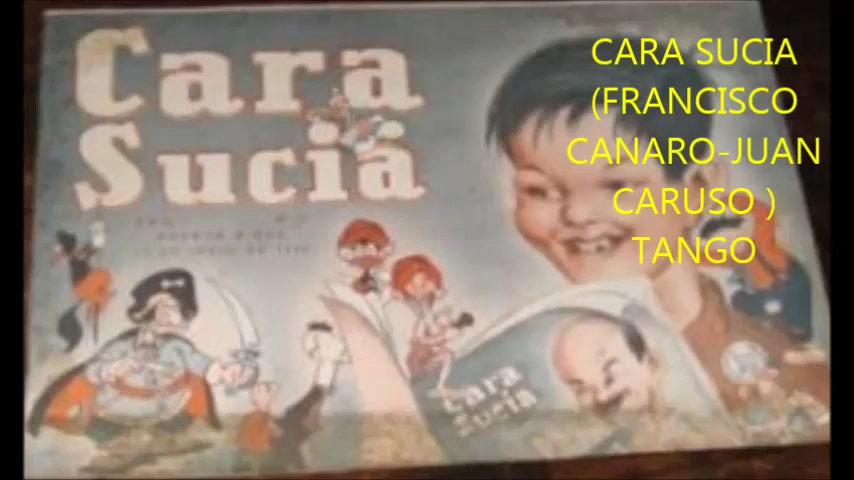 Cara
Sucia
CARA SUCIA
(FRANCISCO
CANARO-JUAN
CARUSO )
TANGO
Cara
Sucia